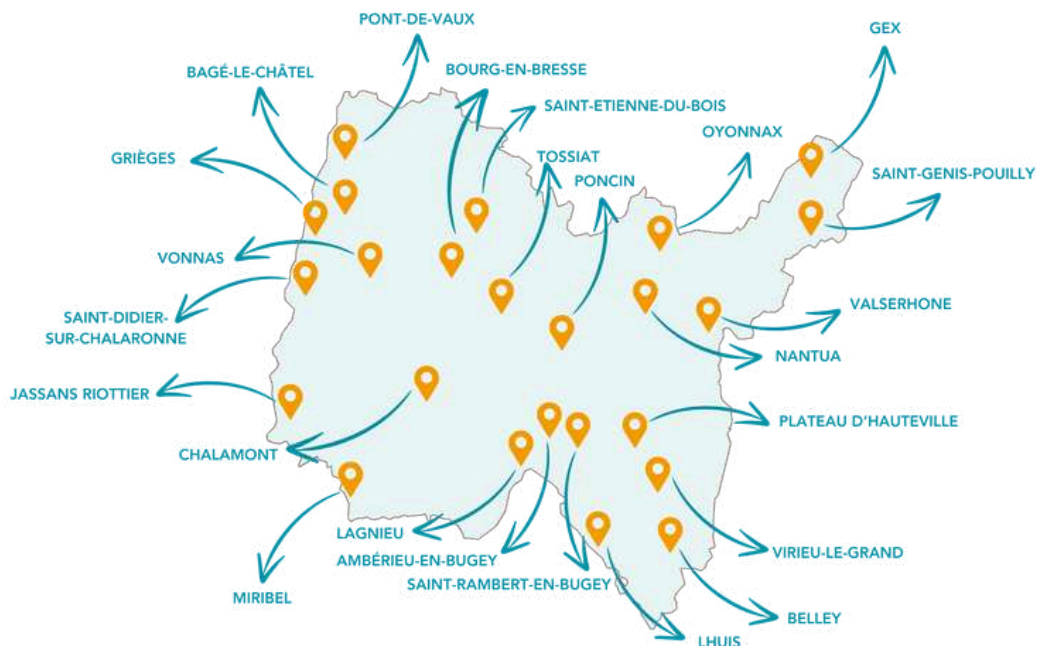 PONT-DE-VAUX
GEX
BAGÉ-LE-CHÂTEL
BOURG-EN-BRESSE
SAINT-ETIENNE-DU-BOIS
OYONNAX
GRIÈGES
TOSSIAT
SAINT-GENIS-POUILLY
PONCIN
VONNAS
VALSERHONE
SAINT-DIDIER-
SUR-CHALARONNE
NANTUA
JASSANS RIOTTIER
PLATEAU D'HAUTEVILLE
CHALAMONT
LAGNIEU
VIRIEU-LE-GRAND
AMBÉRIEU-EN-BUGEY
SAINT-RAMBERT-EN-BUGEY
MIRIBEL
BELLEY
LHUIS